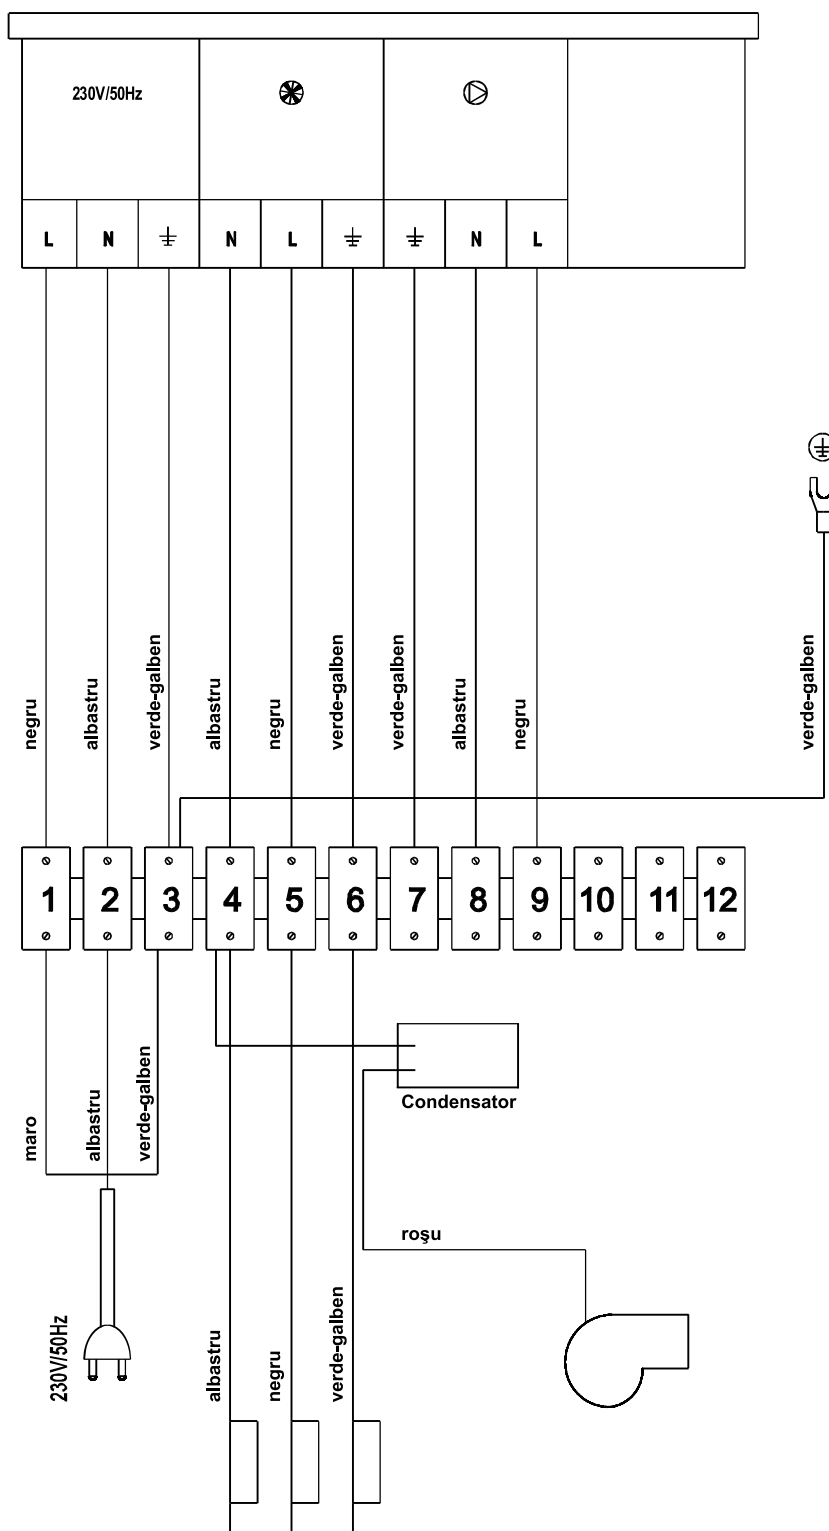 230V/50Hz
L N N L N L
negru albastru verde-galben albastru negru verde-galben verde-galben albastru negru verde-galben
1 2 3 4 5 6 7 8 9 10 11 12
maro albastru verde-galben
Condensator
roşu
230V/50Hz
albastru negru verde-galben